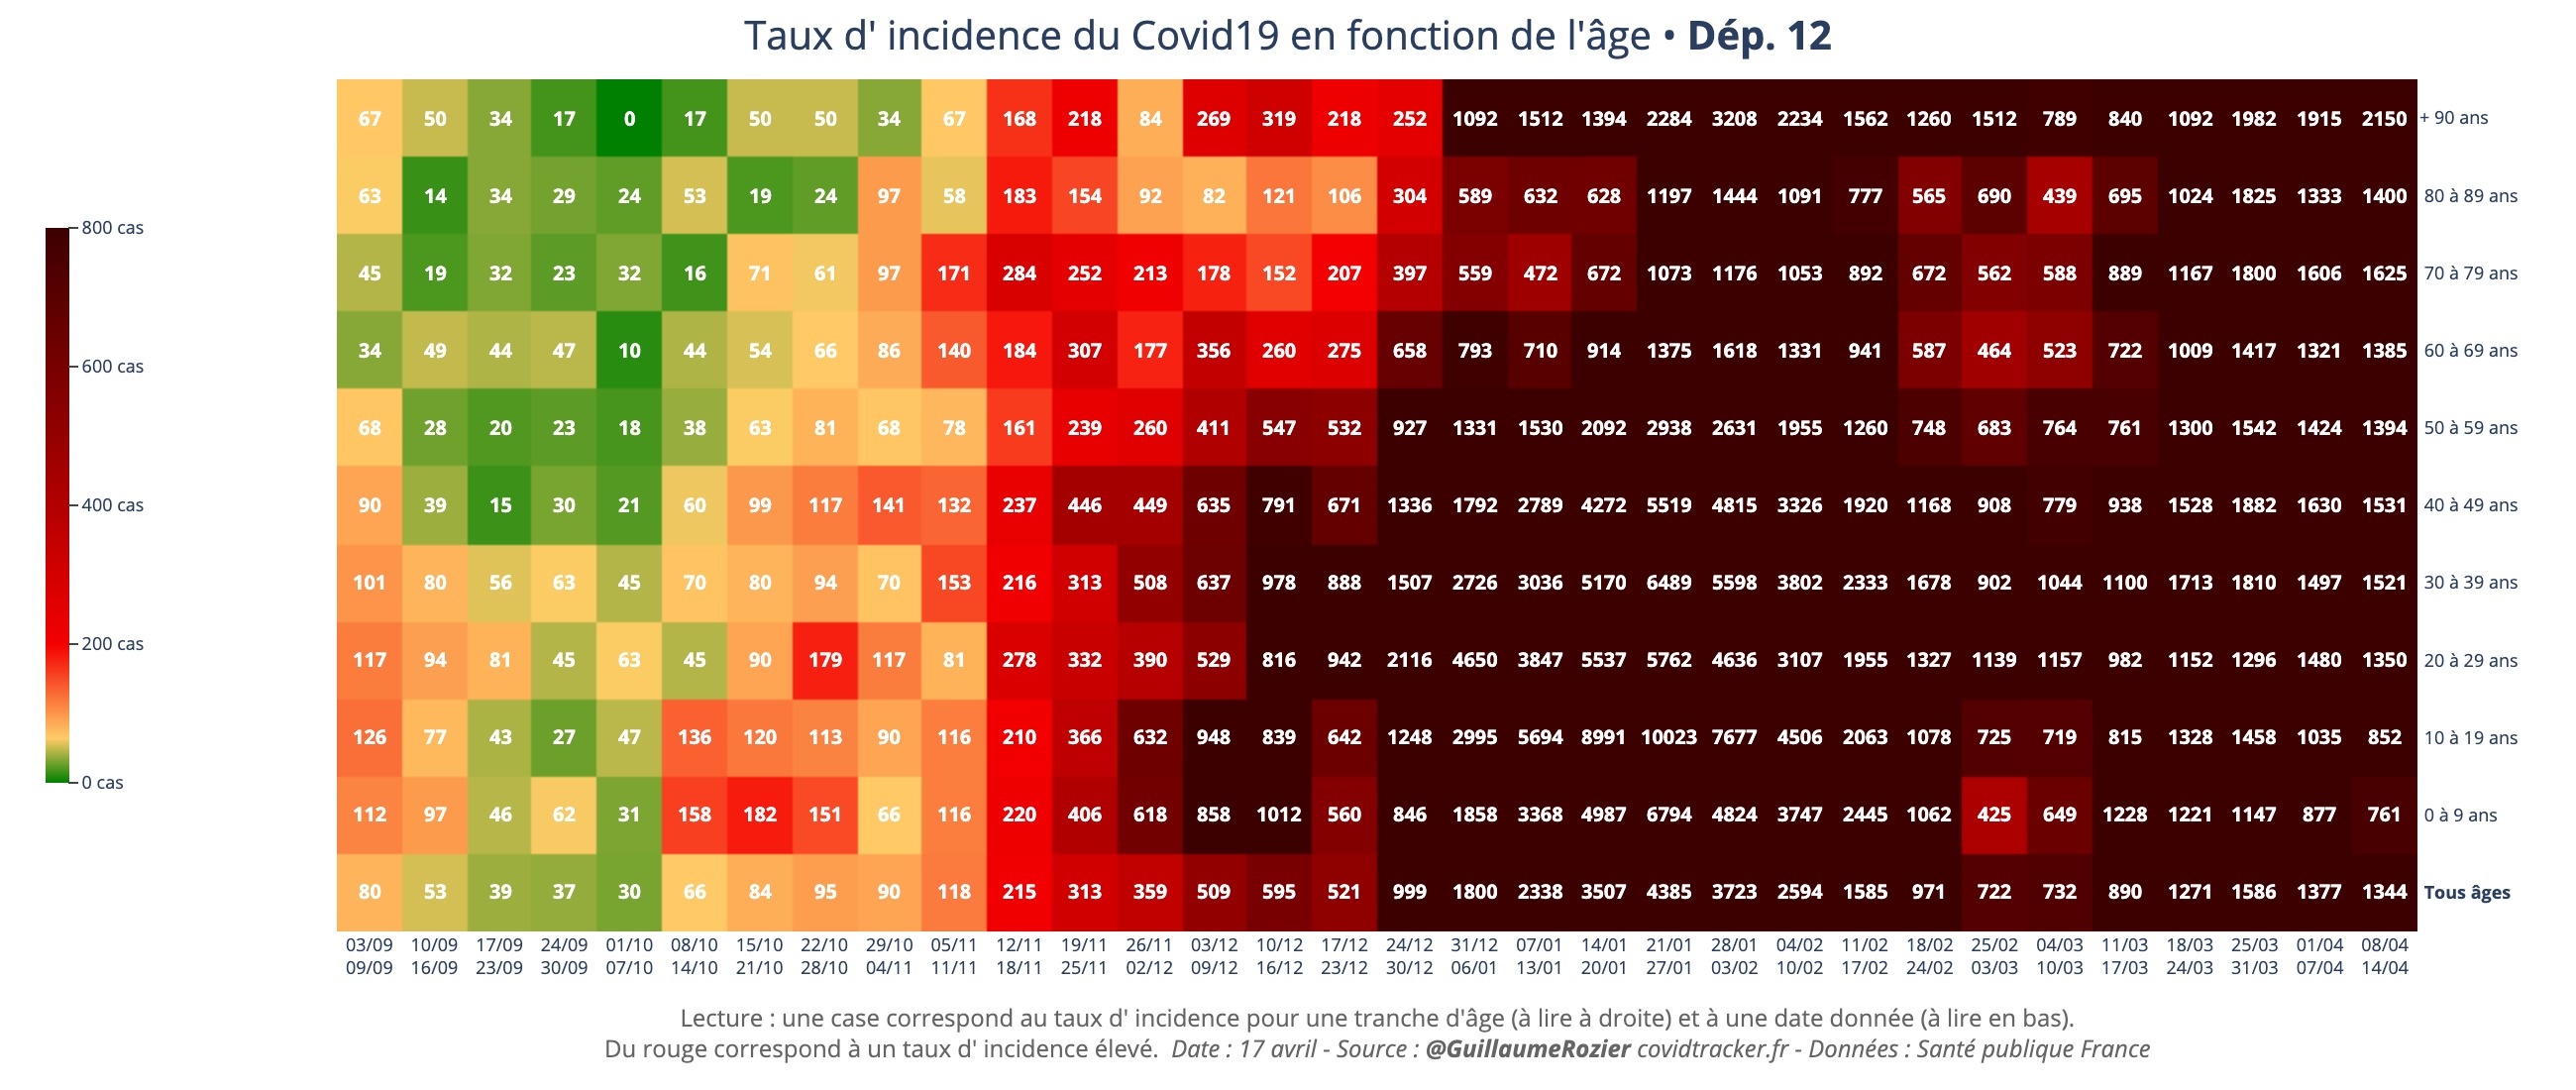 Taux d' incidence du Covid19 en fonction de l'âge • Dép. 12
67 50 34 17 0 17 50 50 34 67 168 218 84 269 319 218 252 1092 1512 1394 2284 3208 2234 1562 1260 1512 789 840 1092 1982 1915 2150 + 90 ans
63 14 34 29 24 53 19 24 97 58 183 154 92 82 121 106 304 589 632 628 1197 1444 1091 777 565 690 439 695 1024 1825 1333 1400 80 à 89 ans
800 cas
45 19 32 23 32 16 71 61 97 171 284 252 213 178 152 207 397 559 472 672 1073 1176 1053 892 672 562 588 889 1167 1800 1606 1625 70 à 79 ans
34 49 44 47 10 44 54 66 86 140 184 307 177 356 260 275 658 793 710 914 1375 1618 1331 941 587 464 523 722 1009 1417 1321 1385 60 à 69 ans
600 cas
68 28 20 23 18 38 63 81 68 78 161 239 260 411 547 532 927 1331 1530 2092 2938 2631 1955 1260 748 683 764 761 1300 1542 1424 1394 50 à 59 ans
400 cas
90 39 15 30 21 60 99 117 141 132 237 446 449 635 791 671 1336 1792 2789 4272 5519 4815 3326 1920 1168 908 779 938 1528 1882 1630 1531 40 à 49 ans
101 80 56 63 45 70 80 94 70 153 216 313 508 637 978 888 1507 2726 3036 5170 6489 5598 3802 2333 1678 902 1044 1100 1713 1810 1497 1521 30 à 39 ans
200 cas
117 94 81 45 63 45 90 179 117 81 278 332 390 529 816 942 2116 4650 3847 5537 5762 4636 3107 1955 1327 1139 1157 982 1152 1296 1480 1350 20 à 29 ans
126 77 43 27 47 136 120 113 90 116 210 366 632 948 839 642 1248 2995 5694 8991 10023 7677 4506 2063 1078 725 719 815 1328 1458 1035 852 10 à 19 ans
0 cas
112 97 46 62 31 158 182 151 66 116 220 406 618 858 1012 560 846 1858 3368 4987 6794 4824 3747 2445 1062 425 649 1228 1221 1147 877 761 0 à 9 ans
80 53 39 37 30 66 84 95 90 118 215 313 359 509 595 521 999 1800 2338 3507 4385 3723 2594 1585 971 722 732 890 1271 1586 1377 1344 Tous âges
03/09 10/09 17/09 24/09 01/10 08/10 15/10 22/10 29/10 05/11 12/11 19/11 26/11 03/12 10/12 17/12 24/12 31/12 07/01 14/01 21/01 28/01 04/02 11/02 18/02 25/02 04/03 11/03 18/03 25/03 01/04 08/04
09/09 16/09 23/09 30/09 07/10 14/10 21/10 28/10 04/11 11/11 18/11 25/11 02/12 09/12 16/12 23/12 30/12 06/01 13/01 20/01 27/01 03/02 10/02 17/02 24/02 03/03 10/03 17/03 24/03 31/03 07/04 14/04
Lecture : une case correspond au taux d' incidence pour une tranche d'âge (à lire à droite) et à une date donnée (à lire en bas).
Du rouge correspond à un taux d' incidence élevé. Date : 17 avril - Source : @GuillaumeRozier covidtracker.fr - Données : Santé publique France